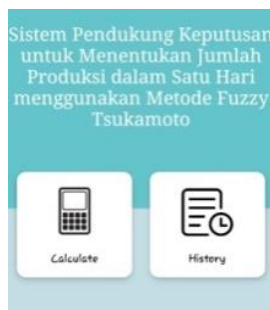 Sistem Pendukung Keputusan
untuk Menentukan Jumlah
Produksi dalam Satu Hari
menggunakan Metode Fuzzy
Tsukamoto
Calculate
History